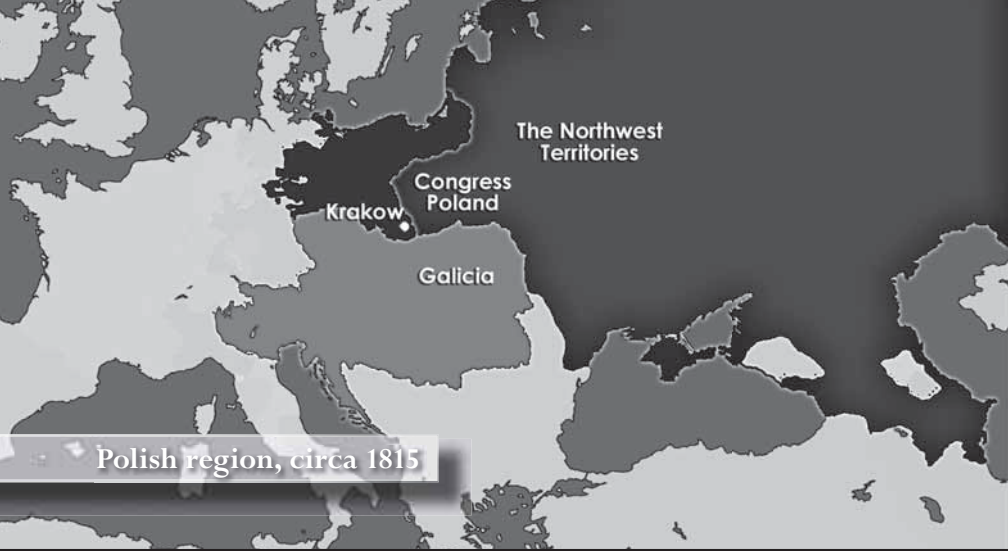 The Northwest
Territories
Congress
Poland
Krakow
Galicia
Polish region, circa 1815